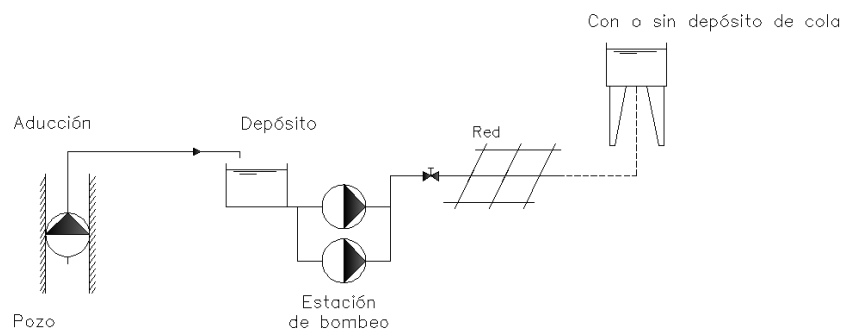 Con o sin depósito de cola
Aducción
Depósito
Red
Estación
de bombeo
Pozo